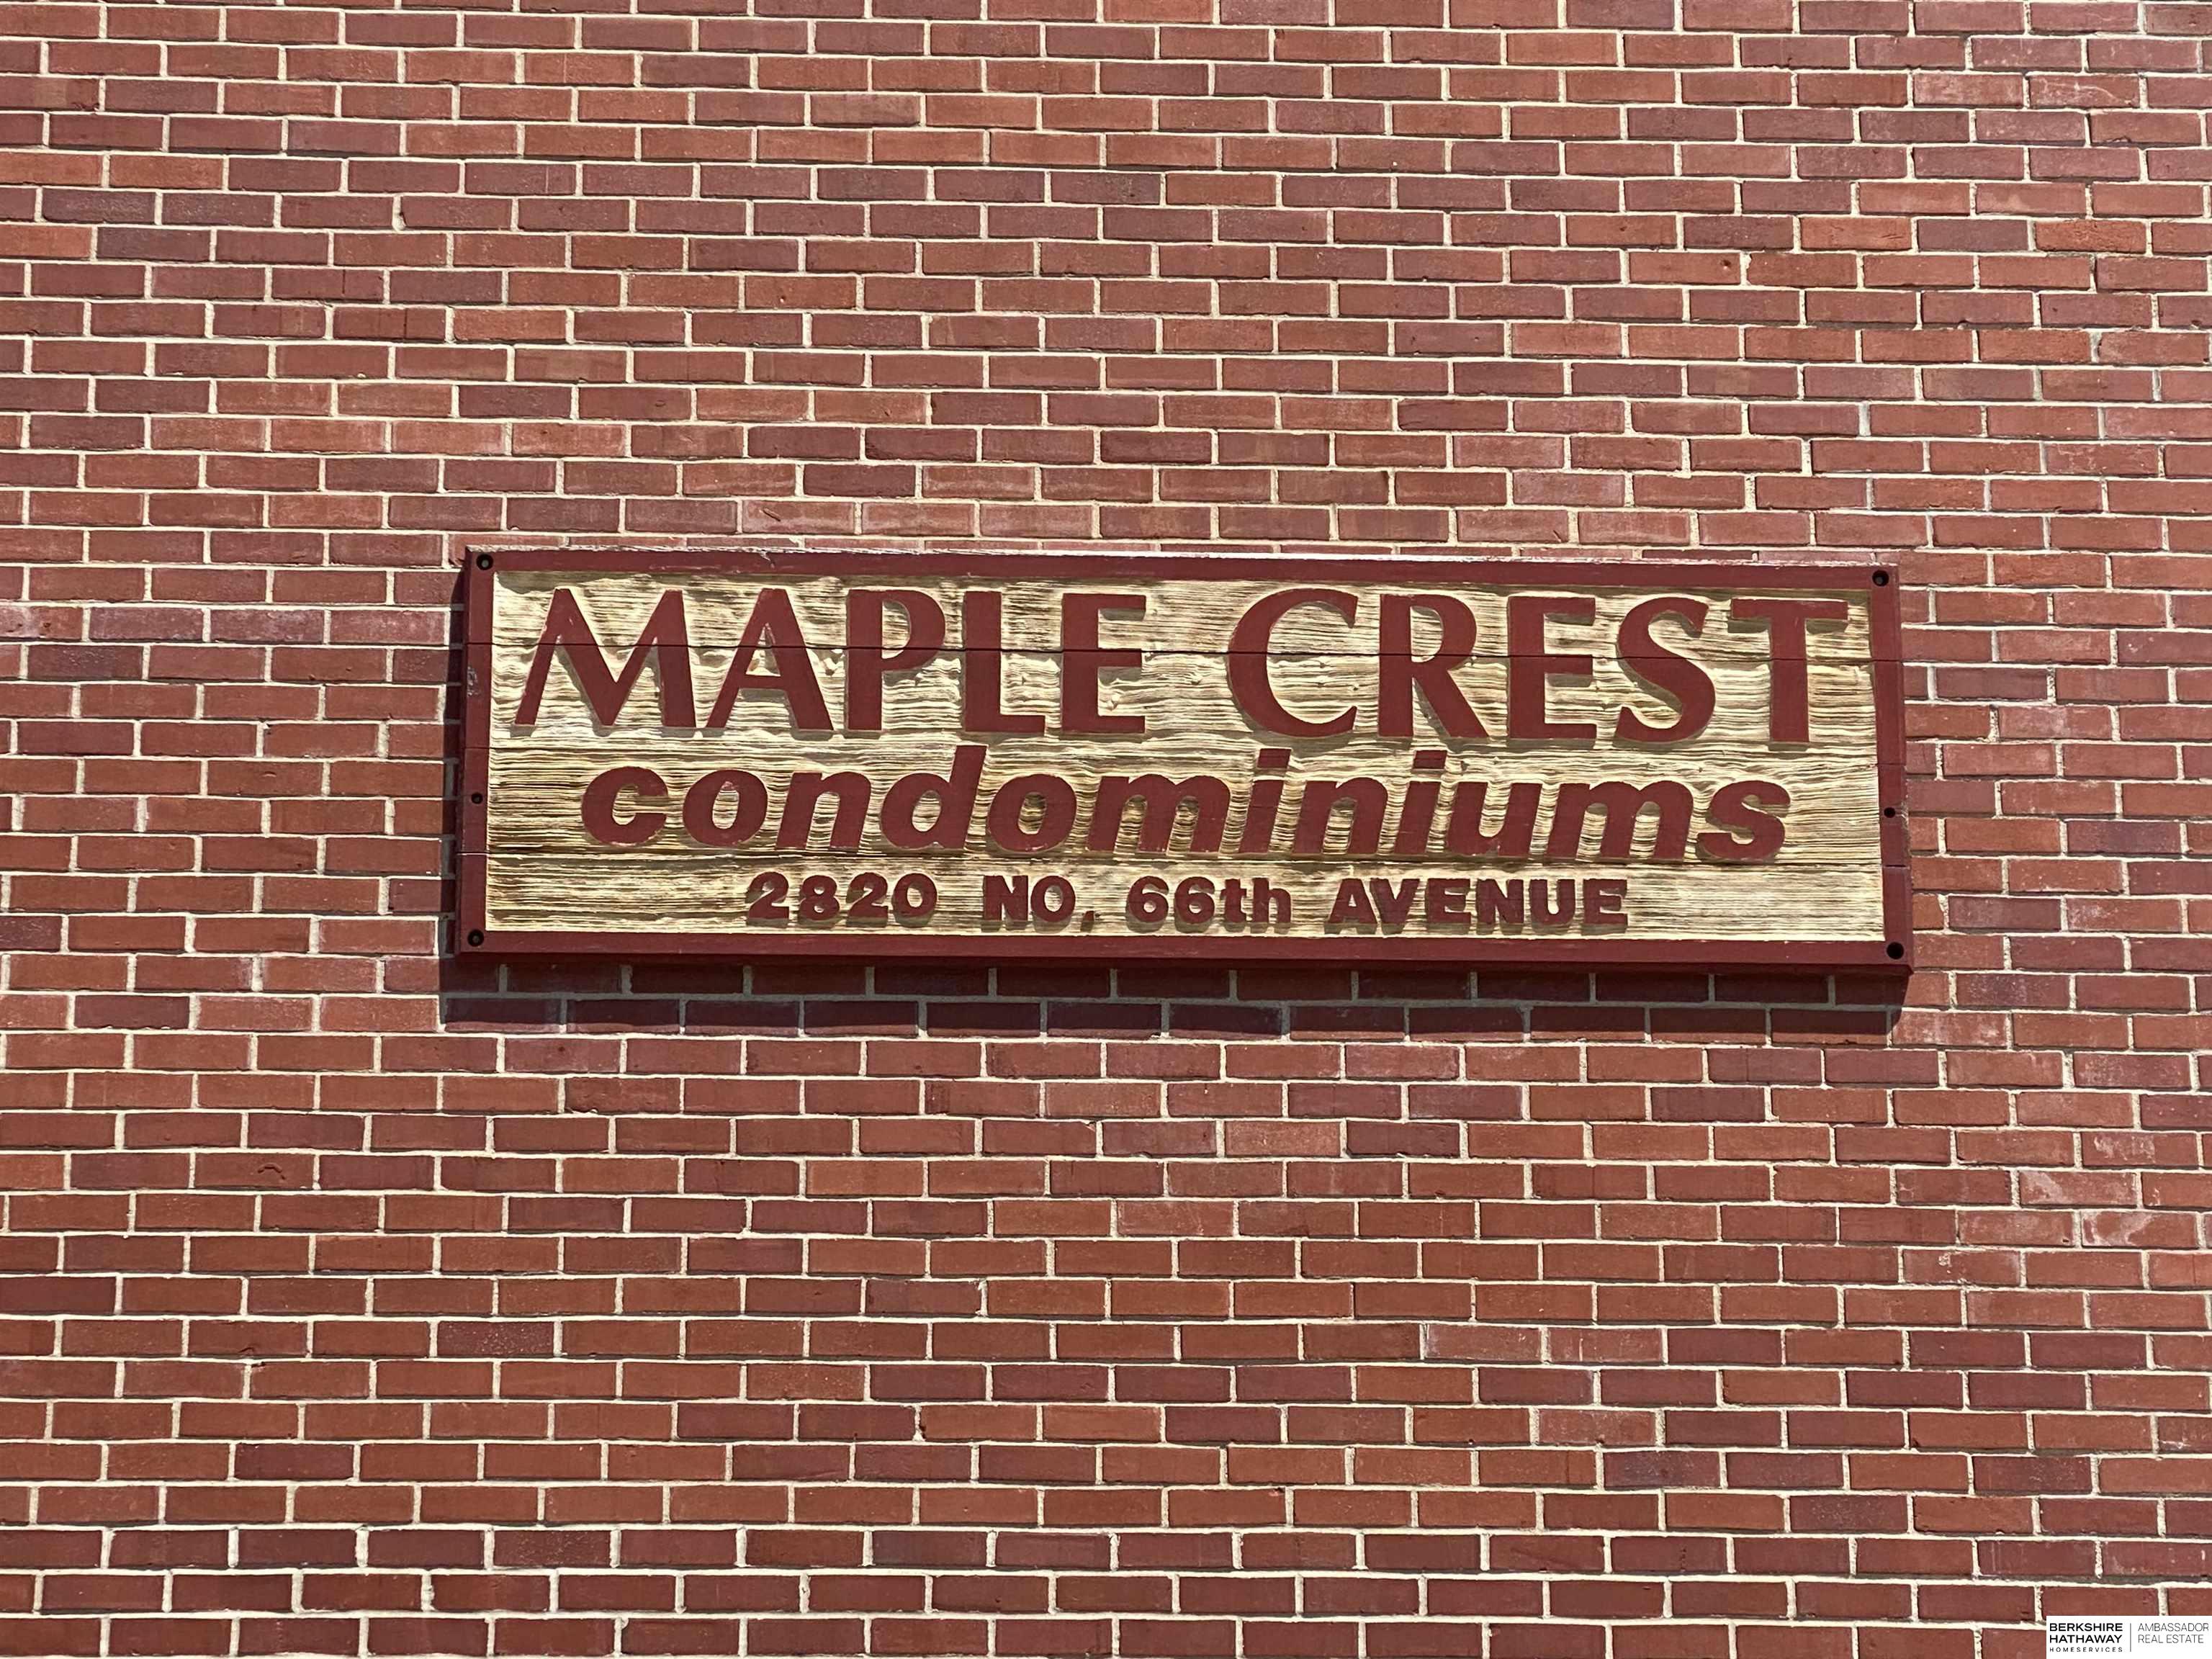 MAPLE CREST
condominiums
2820 NO. 66th AVENUE
BERKSHIRE
HATHAWAY
HOMESERVICES
AMBASSADOR
REAL ESTATE